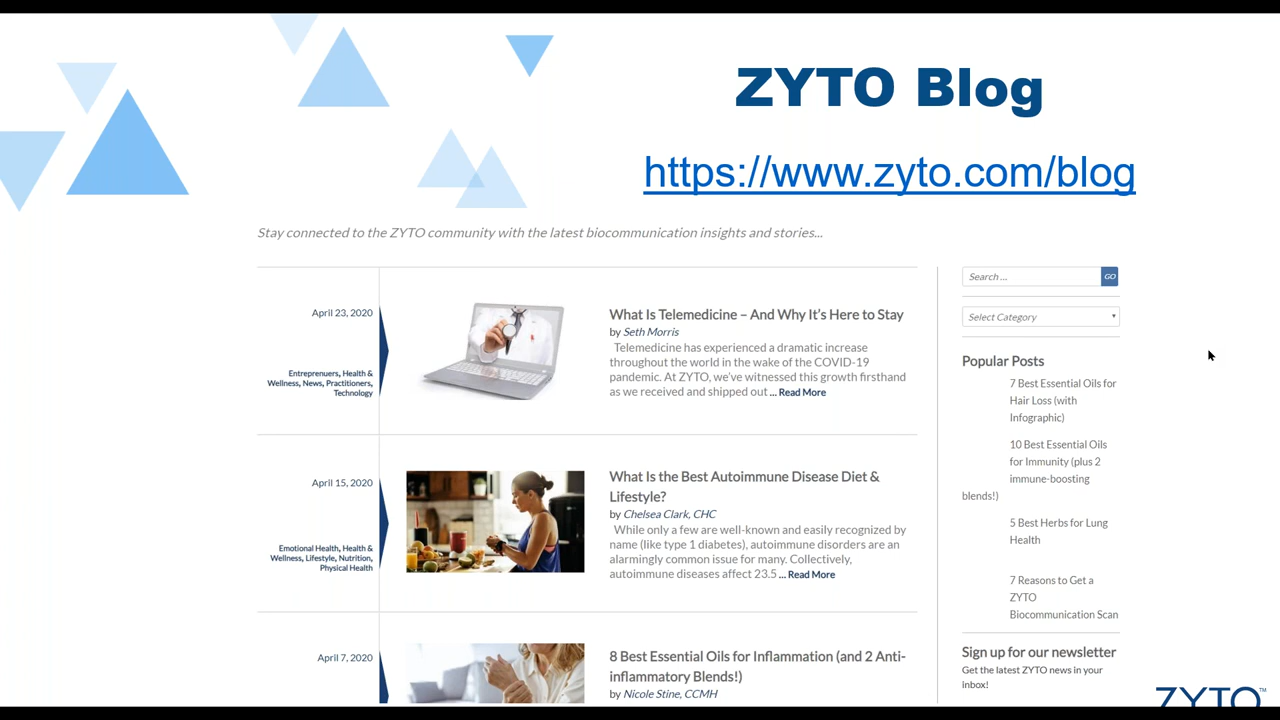 ZYTO Blog
https://www.zyto.com/blog
Stay connected to the ZYTO community with the latest biocommunication insights and stories...
April 23, 2020
Entreprenuers, Health &
Wellness, News, Practitioners,
Technology
What Is Telemedicine – And Why It's Here to Stay
by Seth Morris
Telemedicine has experienced a dramatic increase
throughout the world in the wake of the COVID-19
pandemic. At ZYTO, we've witnessed this growth firsthand
as we received and shipped out ... Read More
April 15, 2020
Emotional Health, Health &
Wellness, Lifestyle, Nutrition,
Physical Health
What Is the Best Autoimmune Disease Diet &
Lifestyle?
by Chelsea Clark, CHC
While only a few are well-known and easily recognized by
name (like type 1 diabetes), autoimmune disorders are an
alarmingly common issue for many. Collectively,
autoimmune diseases affect 23.5 ... Read More
April 7, 2020
8 Best Essential Oils for Inflammation (and 2 Anti-
inflammatory Blends!)
by Nicole Stine, CCMH
Search ...
GO
Select Category
Popular Posts
7 Best Essential Oils for
Hair Loss (with
Infographic)
10 Best Essential Oils
for Immunity (plus 2
immune-boosting
blends!)
5 Best Herbs for Lung
Health
7 Reasons to Get a
ZYTO
Biocommunication Scan
Sign up for our newsletter
Get the latest ZYTO news in your
inbox!
ZYTO™